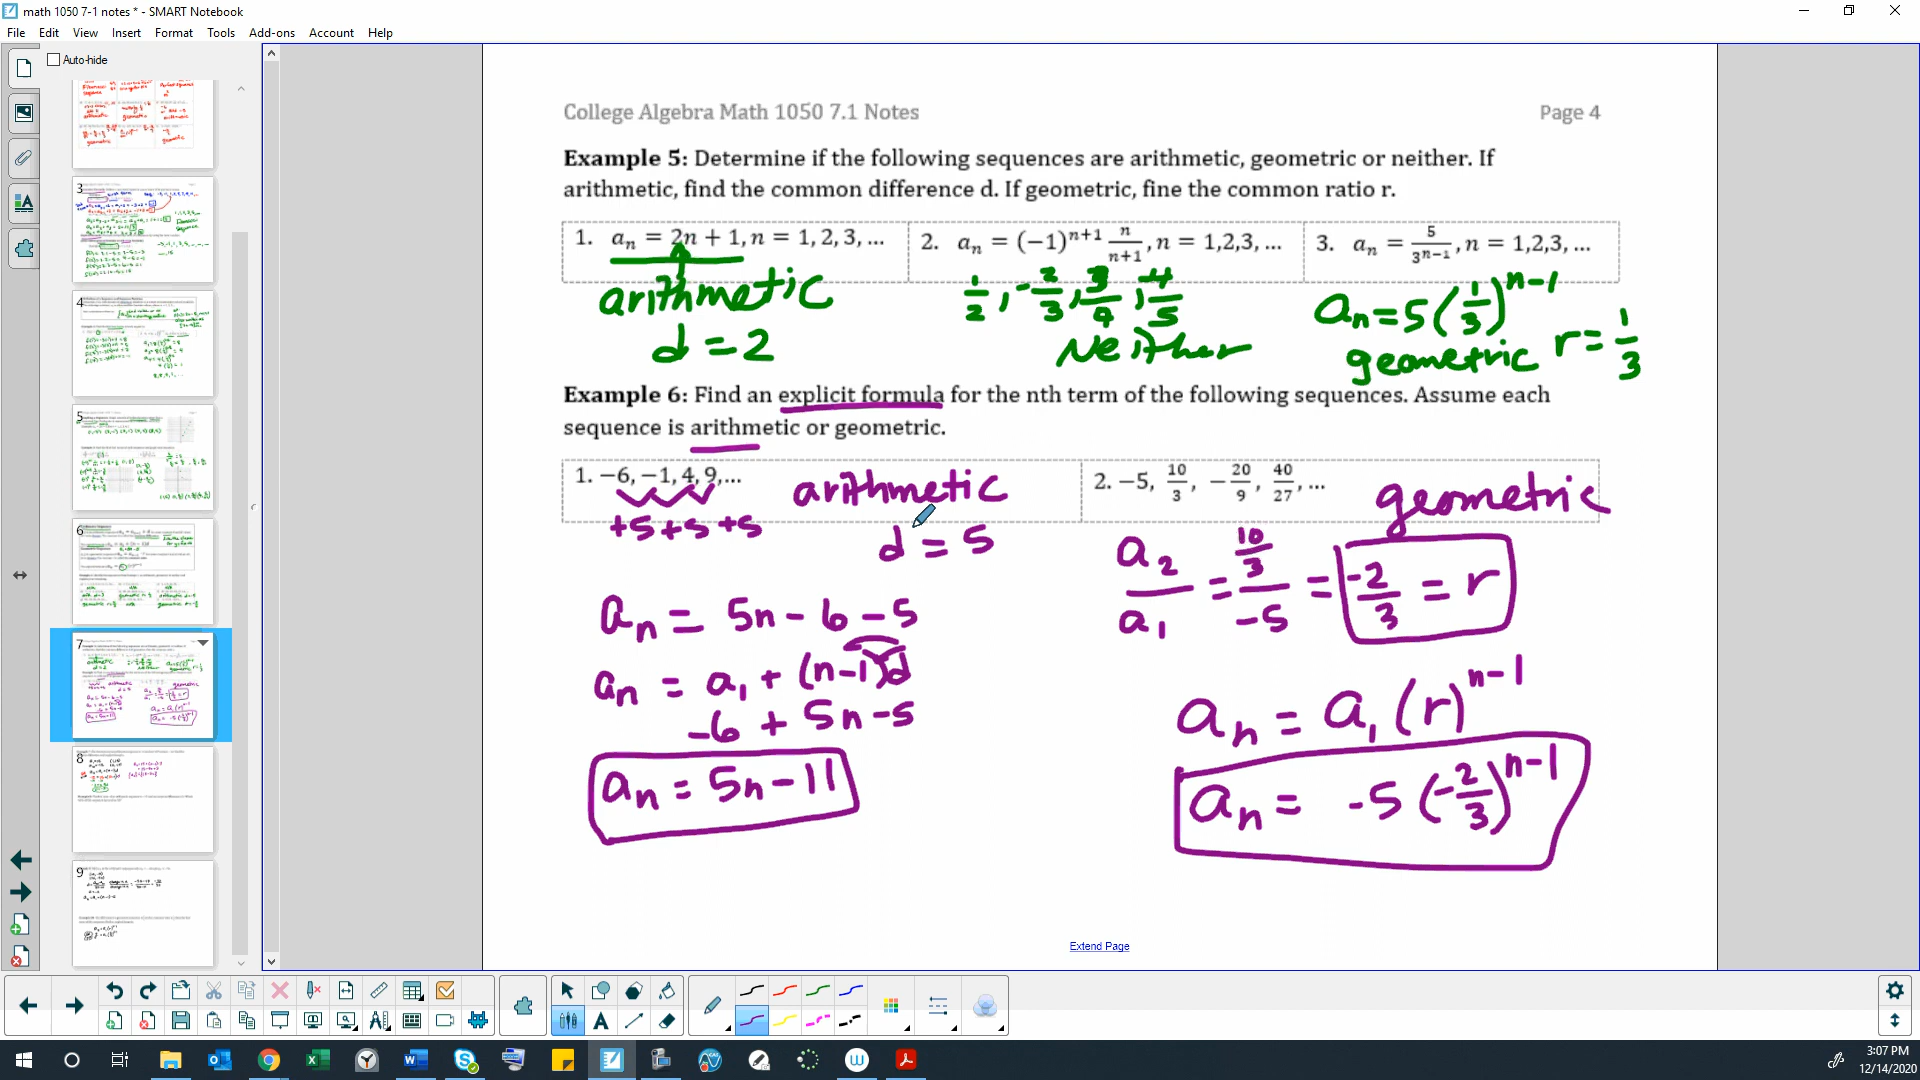 math 1050 7-1 notes * - SMART Notebook
File Edit View Insert Format Tools Add-ons Account Help
Auto-hide
3
4
5
6
7
8
9
College Algebra Math 1050 7.1 Notes Page 4
Example 5: Determine if the following sequences are arithmetic, geometric or neither. If
arithmetic, find the common difference d. If geometric, fine the common ratio r.
1. aₙ = 2n + 1, n = 1, 2, 3, … 2. aₙ = (−1)ⁿ⁺¹ n/(n+1), n = 1,2,3, … 3. aₙ = 5/3ⁿ⁻¹, n = 1,2,3, …
arithmetic 1/2, -2/3, 3/4, 4/5 aₙ = 5(1/3)ⁿ⁻¹
d = 2 Neither geometric r = 1/3
Example 6: Find an explicit formula for the nth term of the following sequences. Assume each
sequence is arithmetic or geometric.
1. −6, −1, 4, 9, … arithmetic 2. −5, 10/3, −20/9, 40/27, … geometric
+5 +5 +5 d = 5
a₂/a₁ = (10/3)/-5 = -2/3 = r
aₙ = 5n - 6 - 5
aₙ = a₁ + (n-1)d aₙ = a₁(r)ⁿ⁻¹
-6 + 5n - 5
aₙ = 5n - 11 aₙ = -5(-2/3)ⁿ⁻¹
Extend Page
3:07 PM
12/14/2020